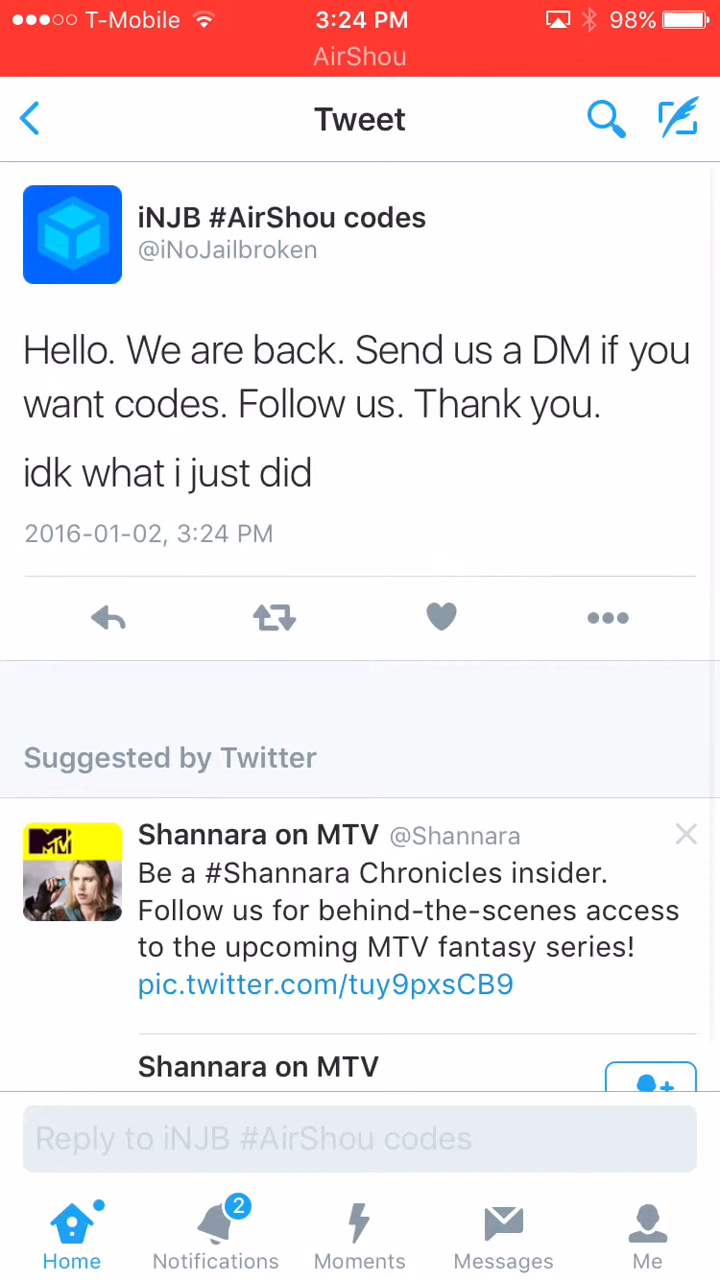 T-Mobile 3:24 PM 98%
AirShou
Tweet
iNJB #AirShou codes
@iNoJailbroken
Hello. We are back. Send us a DM if you
want codes. Follow us. Thank you.
idk what i just did
2016-01-02, 3:24 PM
Suggested by Twitter
MTV
Shannara on MTV @Shannara
Be a #Shannara Chronicles insider.
Follow us for behind-the-scenes access
to the upcoming MTV fantasy series!
pic.twitter.com/tuy9pxsCB9
Shannara on MTV
Reply to iNJB #AirShou codes
2
Home Notifications Moments Messages Me